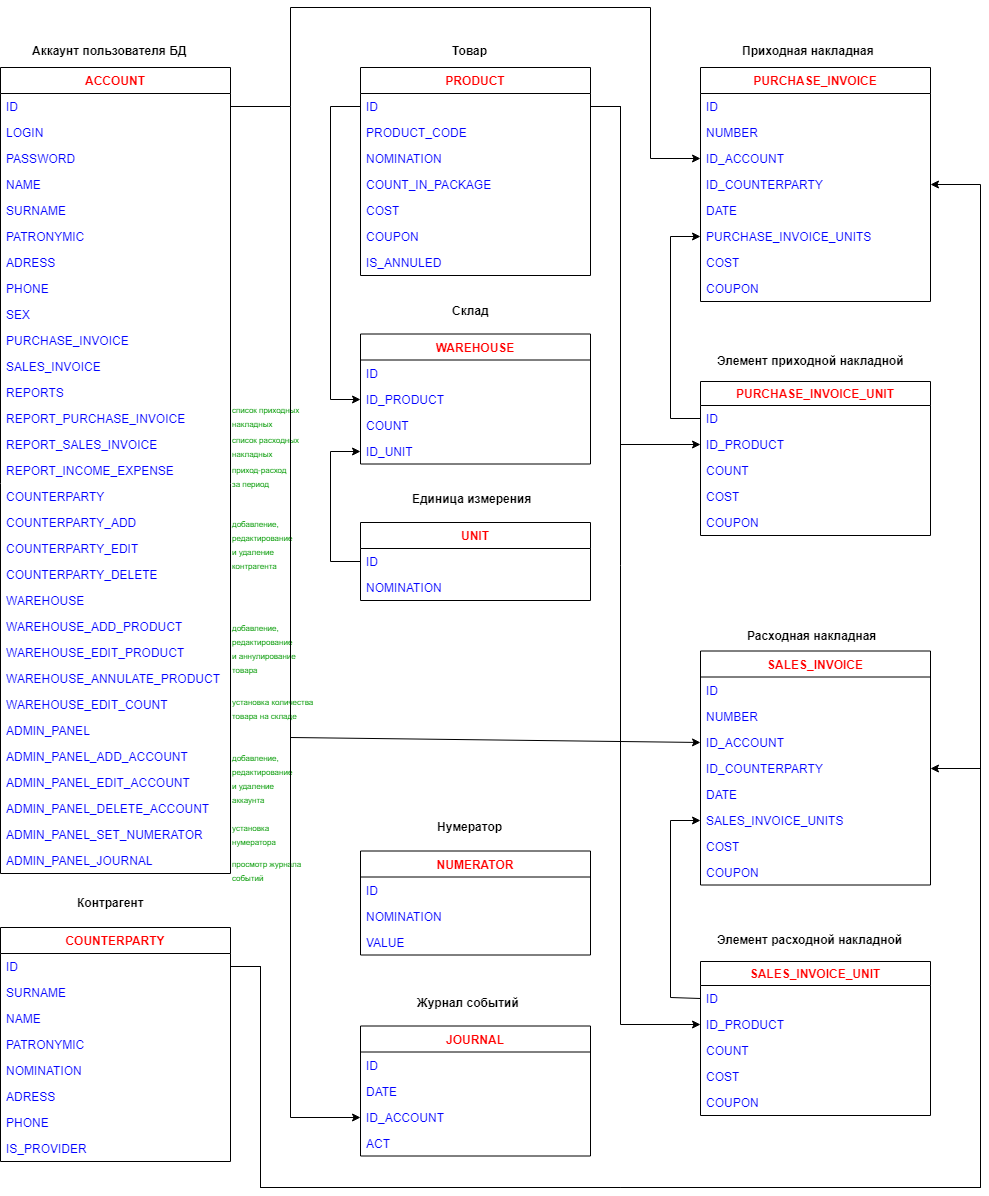 Аккаунт пользователя БД
ACCOUNT
ID
LOGIN
PASSWORD
NAME
SURNAME
PATRONYMIC
ADRESS
PHONE
SEX
PURCHASE_INVOICE
SALES_INVOICE
REPORTS
REPORT_PURCHASE_INVOICE
список приходных
накладных
REPORT_SALES_INVOICE
список расходных
накладных
REPORT_INCOME_EXPENSE
приход-расход
за период
COUNTERPARTY
COUNTERPARTY_ADD
COUNTERPARTY_EDIT
COUNTERPARTY_DELETE
добавление,
редактирование
и удаление
контрагента
WAREHOUSE
WAREHOUSE_ADD_PRODUCT
WAREHOUSE_EDIT_PRODUCT
WAREHOUSE_ANNULATE_PRODUCT
добавление,
редактирование
и аннулирование
товара
WAREHOUSE_EDIT_COUNT
установка количества
товара на складе
ADMIN_PANEL
ADMIN_PANEL_ADD_ACCOUNT
ADMIN_PANEL_EDIT_ACCOUNT
ADMIN_PANEL_DELETE_ACCOUNT
добавление,
редактирование
и удаление
аккаунта
ADMIN_PANEL_SET_NUMERATOR
установка
нумератора
ADMIN_PANEL_JOURNAL
просмотр журнала
событий
Контрагент
COUNTERPARTY
ID
SURNAME
NAME
PATRONYMIC
NOMINATION
ADRESS
PHONE
IS_PROVIDER
Товар
PRODUCT
ID
PRODUCT_CODE
NOMINATION
COUNT_IN_PACKAGE
COST
COUPON
IS_ANNULED
Склад
WAREHOUSE
ID
ID_PRODUCT
COUNT
ID_UNIT
Единица измерения
UNIT
ID
NOMINATION
Нумератор
NUMERATOR
ID
NOMINATION
VALUE
Журнал событий
JOURNAL
ID
DATE
ID_ACCOUNT
ACT
Приходная накладная
PURCHASE_INVOICE
ID
NUMBER
ID_ACCOUNT
ID_COUNTERPARTY
DATE
PURCHASE_INVOICE_UNITS
COST
COUPON
Элемент приходной накладной
PURCHASE_INVOICE_UNIT
ID
ID_PRODUCT
COUNT
COST
COUPON
Расходная накладная
SALES_INVOICE
ID
NUMBER
ID_ACCOUNT
ID_COUNTERPARTY
DATE
SALES_INVOICE_UNITS
COST
COUPON
Элемент расходной накладной
SALES_INVOICE_UNIT
ID
ID_PRODUCT
COUNT
COST
COUPON